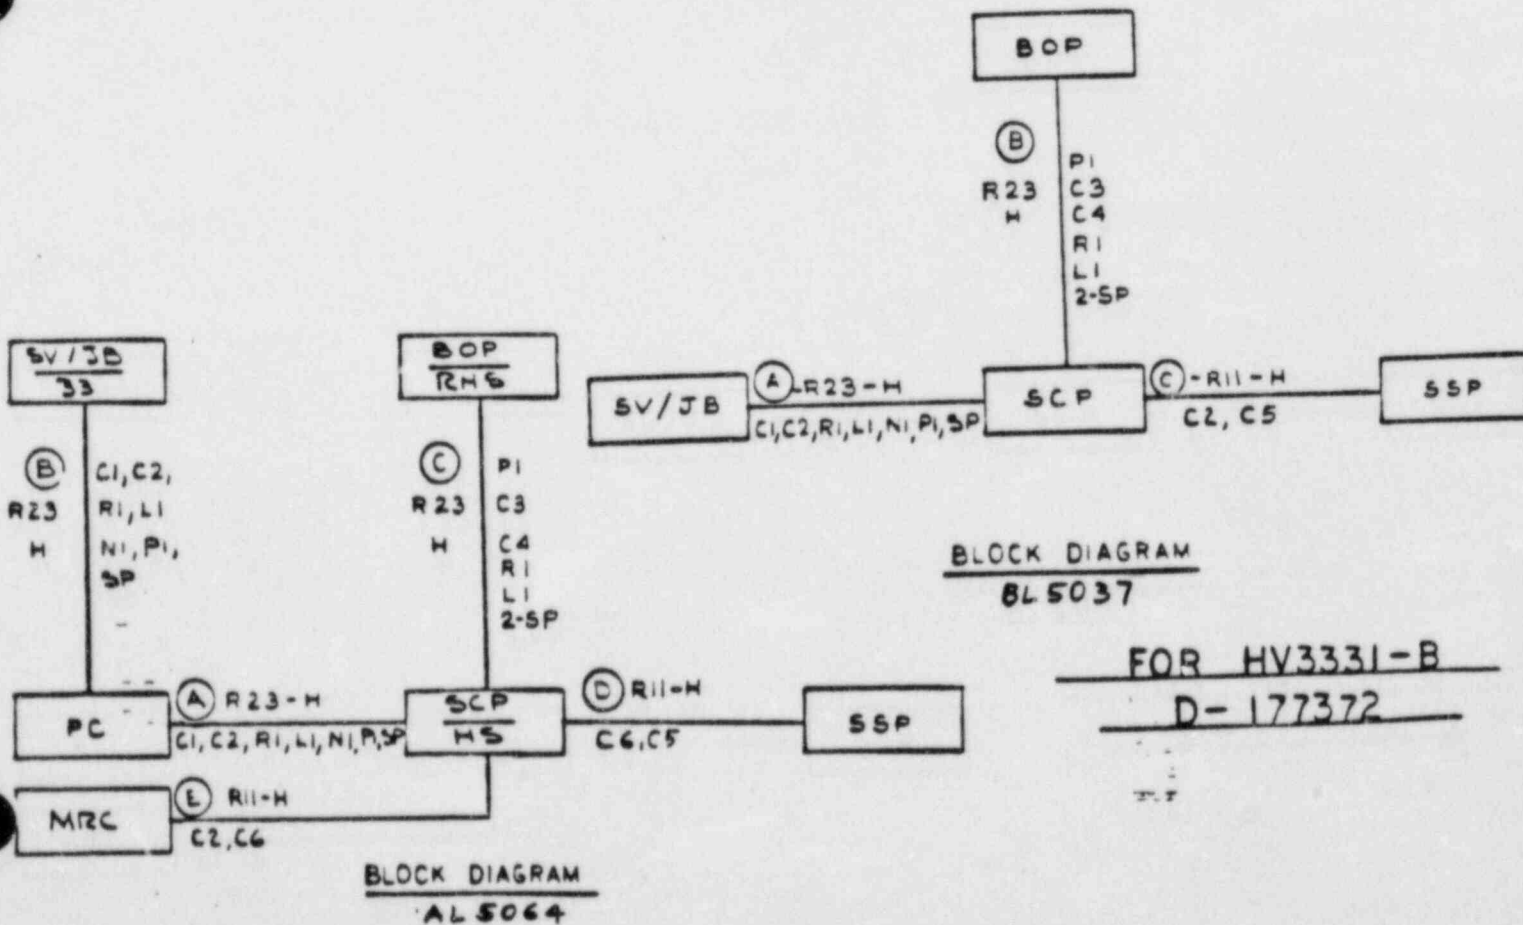 BOP
B
R23
H
P1
C3
C4
R1
L1
2-SP
SV/JB
A-R23-H
C1,C2,R1,L1,N1,P1,SP
SCP
C-R11-H
C2, C5
SSP
BLOCK DIAGRAM
BL5037
FOR HV3331-B
D-177372
SV/JB
33
B
R23
H
C1,C2,
R1,L1
N1,P1,
SP
BOP
RHS
C
R23
H
P1
C3
C4
R1
L1
2-SP
PC
A R23-H
C1,C2,R1,L1,N1,P1,SP
SCP
HS
D R11-H
C6,C5
SSP
MRC
E R11-H
C2,C6
BLOCK DIAGRAM
AL5064